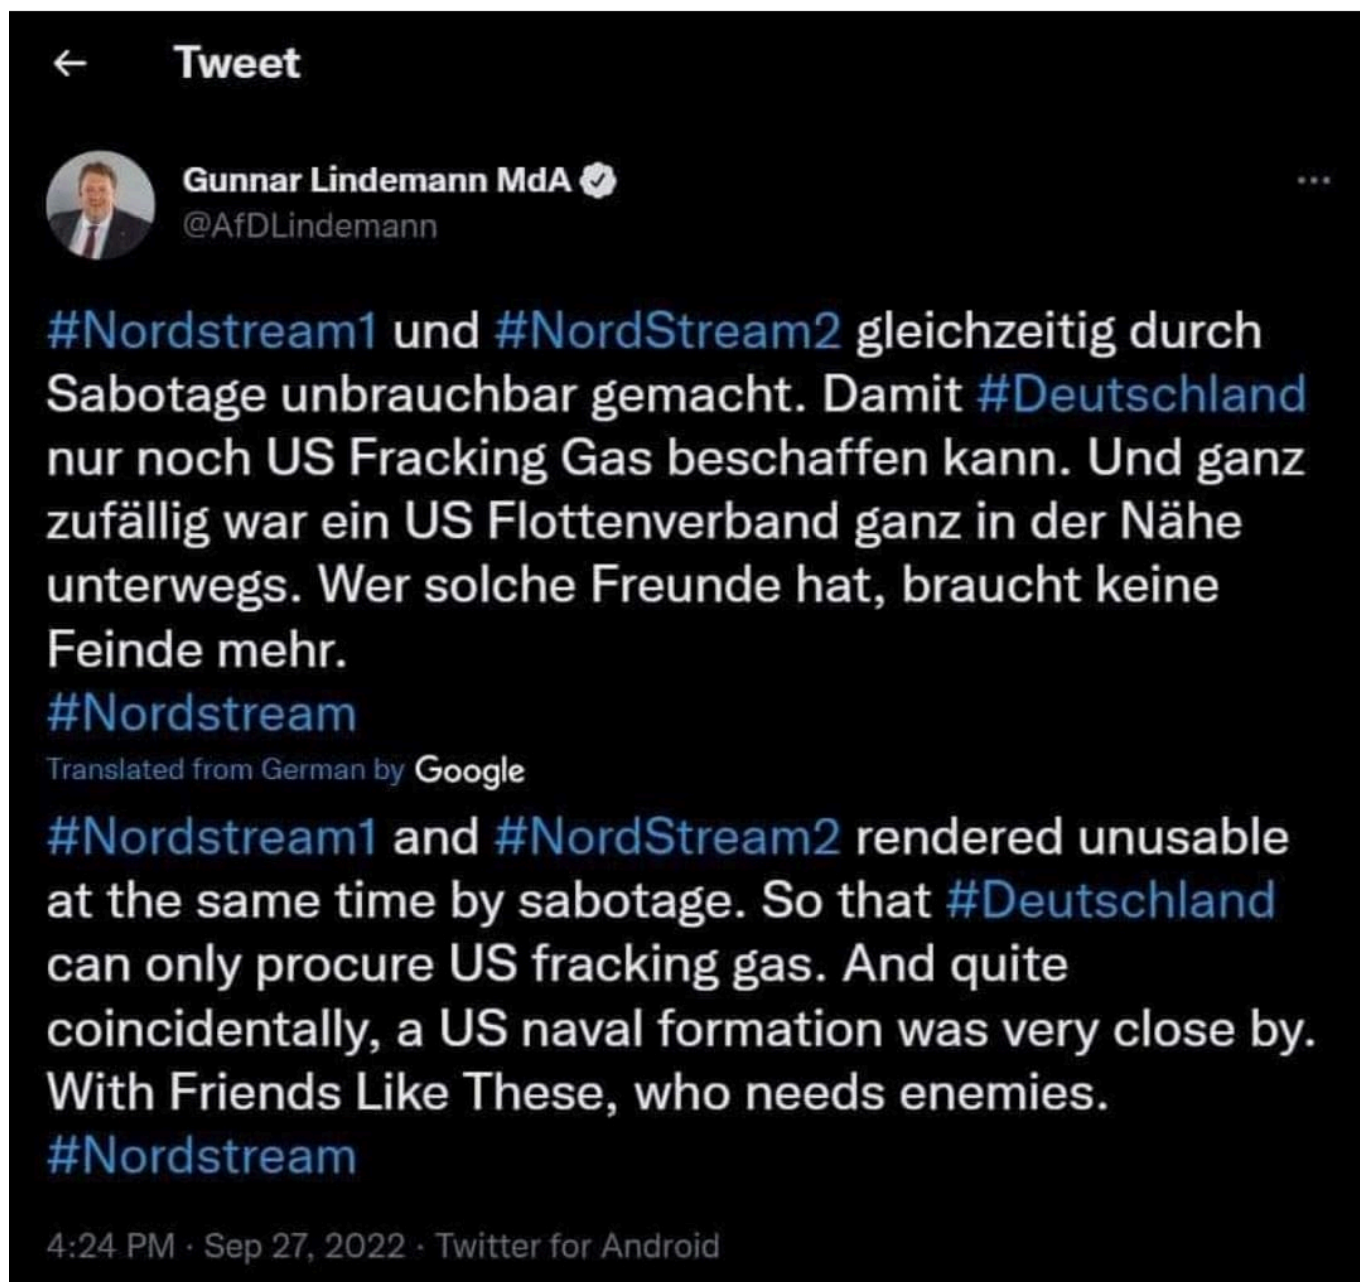 ← Tweet
Gunnar Lindemann MdA
@AfDLindemann
#Nordstream1 und #NordStream2 gleichzeitig durch
Sabotage unbrauchbar gemacht. Damit #Deutschland
nur noch US Fracking Gas beschaffen kann. Und ganz
zufällig war ein US Flottenverband ganz in der Nähe
unterwegs. Wer solche Freunde hat, braucht keine
Feinde mehr.
#Nordstream
Translated from German by Google
#Nordstream1 and #NordStream2 rendered unusable
at the same time by sabotage. So that #Deutschland
can only procure US fracking gas. And quite
coincidentally, a US naval formation was very close by.
With Friends Like These, who needs enemies.
#Nordstream
4:24 PM · Sep 27, 2022 · Twitter for Android